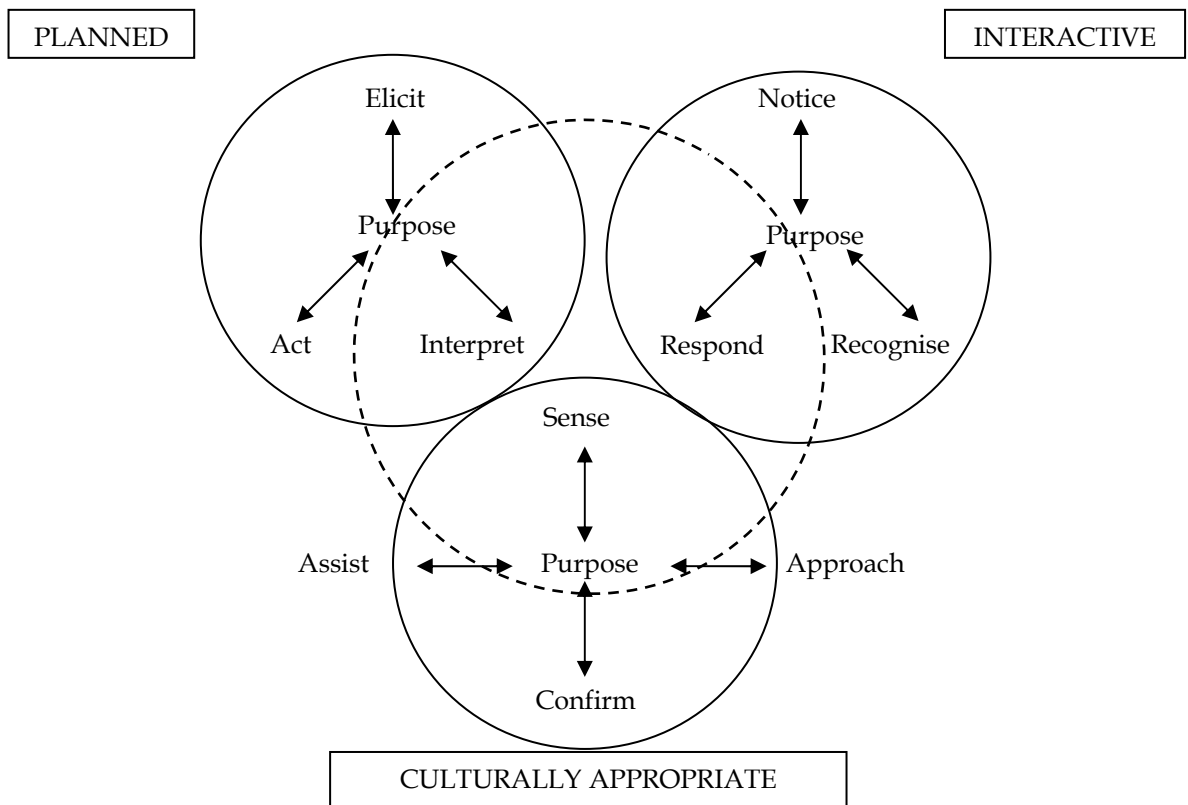 PLANNED
INTERACTIVE
Elicit
Notice
Purpose
Purpose
Act
Interpret
Respond
Recognise
Sense
Assist
Purpose
Approach
Confirm
CULTURALLY APPROPRIATE